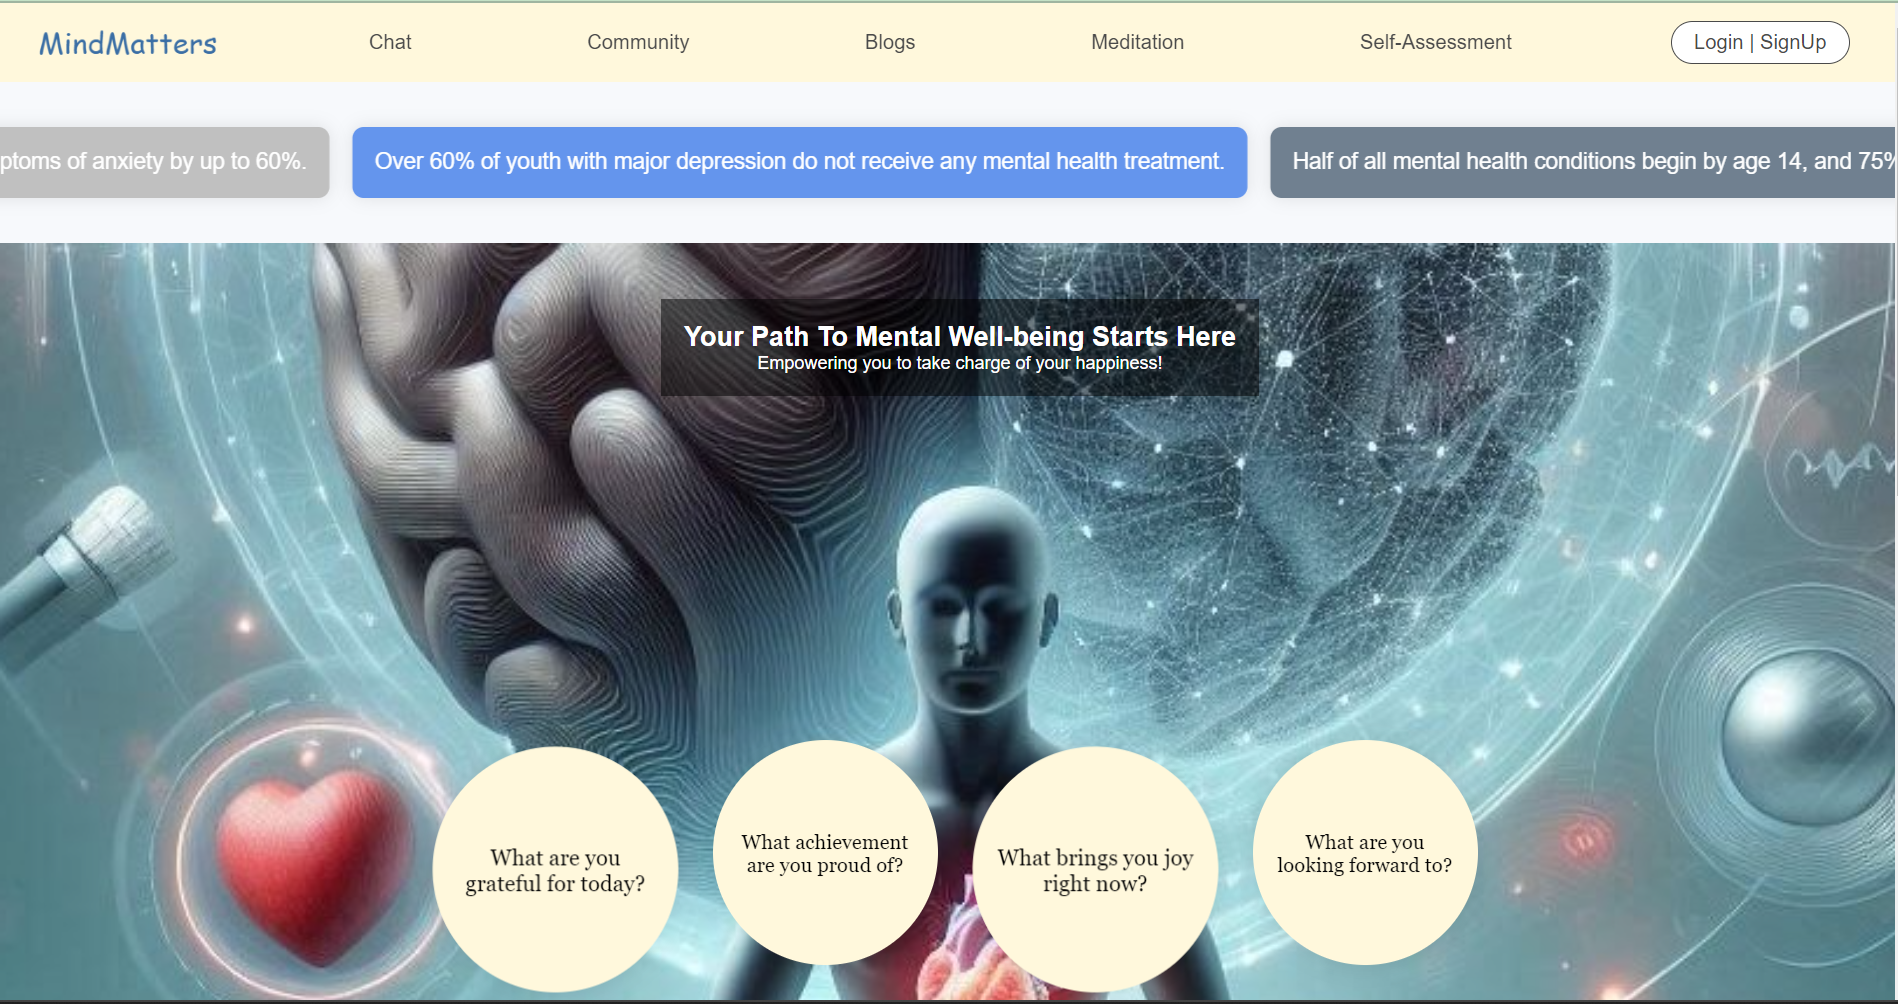 MindMatters
Chat
Community
Blogs
Meditation
Self-Assessment
Login | SignUp
of anxiety by up to 60%.
Over 60% of youth with major depression do not receive any mental health treatment.
Half of all mental health conditions begin by age 14, and 75%
Your Path To Mental Well-being Starts Here
Empowering you to take charge of your happiness!
What are you
grateful for today?
What achievement
are you proud of?
What brings you joy
right now?
What are you
looking forward to?